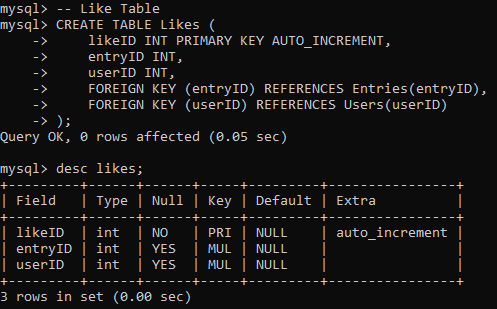 mysql> -- Like Table
mysql> CREATE TABLE Likes (
    ->     likeID INT PRIMARY KEY AUTO_INCREMENT,
    ->     entryID INT,
    ->     userID INT,
    ->     FOREIGN KEY (entryID) REFERENCES Entries(entryID),
    ->     FOREIGN KEY (userID) REFERENCES Users(userID)
    -> );
Query OK, 0 rows affected (0.05 sec)

mysql> desc likes;
+---------+------+------+-----+---------+----------------+
| Field   | Type | Null | Key | Default | Extra          |
+---------+------+------+-----+---------+----------------+
| likeID  | int  | NO   | PRI | NULL    | auto_increment |
| entryID | int  | YES  | MUL | NULL    |                |
| userID  | int  | YES  | MUL | NULL    |                |
+---------+------+------+-----+---------+----------------+
3 rows in set (0.00 sec)